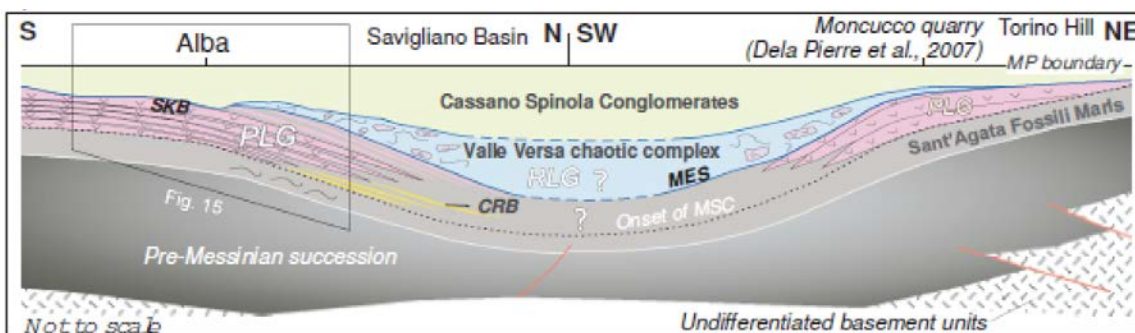 S Alba Savigliano Basin N SW Moncucco quarry Torino Hill NE
(Dela Pierre et al., 2007) MP boundary
SKB Cassano Spinola Conglomerates PLG
PLG Valle Versa chaotic complex Sant'Agata Fossili Marls
RLG ? MES
Fig. 15 CRB ? Onset of MSC
Pre-Messinian succession
Not to scale Undifferentiated basement units